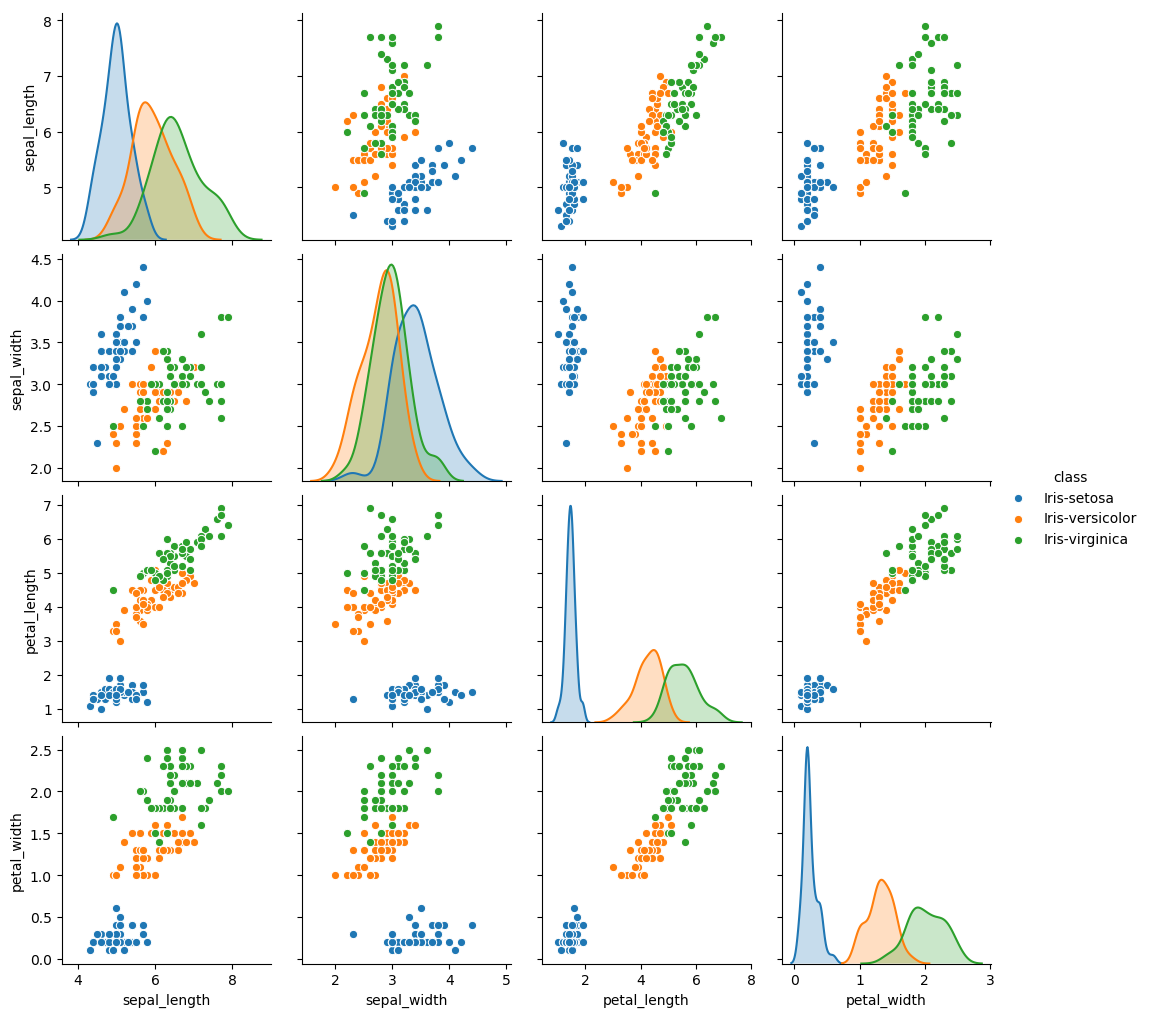 8
7
6
5
sepal_length
4.5
4.0
3.5
3.0
2.5
2.0
sepal_width
7
6
5
4
3
2
1
petal_length
2.5
2.0
1.5
1.0
0.5
0.0
petal_width
4 6 8
sepal_length
2 3 4 5
sepal_width
2 4 6 8
petal_length
0 1 2 3
petal_width
class
Iris-setosa
Iris-versicolor
Iris-virginica